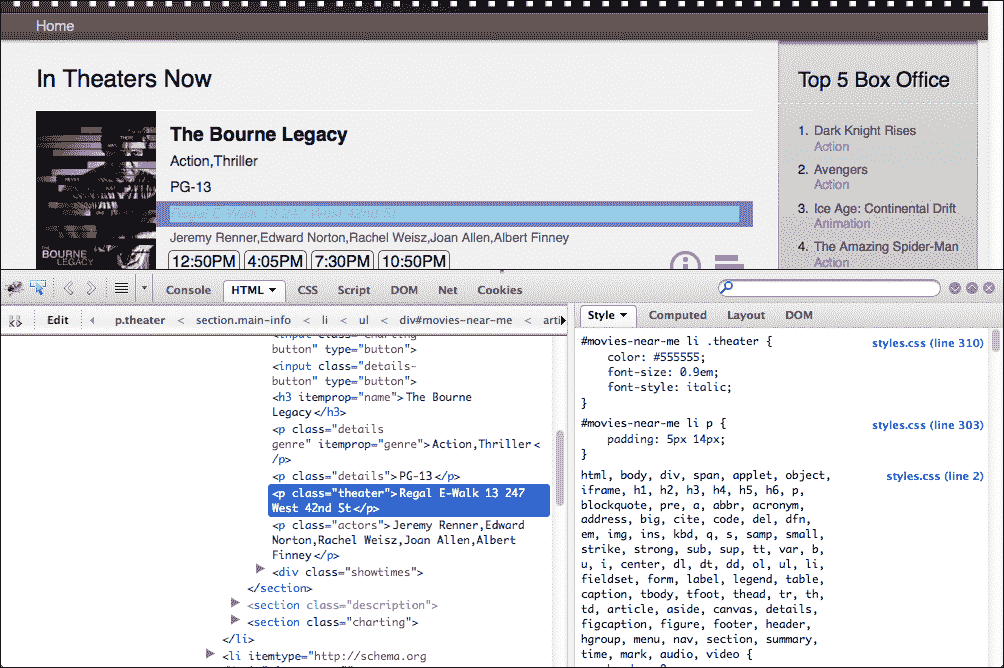 Home
In Theaters Now
Top 5 Box Office
The Bourne Legacy
Action,Thriller
PG-13
Regal E-Walk 13 247 West 42nd St
Jeremy Renner,Edward Norton,Rachel Weisz,Joan Allen,Albert Finney
12:50PM 4:05PM 7:30PM 10:50PM
THE
BOURNE
LEGACY
1. Dark Knight Rises
Action
2. Avengers
Action
3. Ice Age: Continental Drift
Animation
4. The Amazing Spider-Man
Action
Console HTML CSS Script DOM Net Cookies
Edit p.theater < section.main-info < li < ul < div#movies-near-me < arti
button" type="button">
<input class="details-
button" type="button">
<h3 itemprop="name">The Bourne
Legacy</h3>
<p class="details
genre" itemprop="genre">Action,Thriller<
/p>
<p class="details">PG-13</p>
<p class="theater">Regal E-Walk 13 247
West 42nd St</p>
<p class="actors">Jeremy Renner,Edward
Norton,Rachel Weisz,Joan Allen,Albert
Finney</p>
<div class="showtimes">
</section>
<section class="description">
<section class="charting">
</li>
<li itemtype="http://schema.org
Style Computed Layout DOM
#movies-near-me li .theater { styles.css (line 310)
color: #555555;
font-size: 0.9em;
font-style: italic;
}
#movies-near-me li p { styles.css (line 303)
padding: 5px 14px;
}
html, body, div, span, applet, object, styles.css (line 2)
iframe, h1, h2, h3, h4, h5, h6, p,
blockquote, pre, a, abbr, acronym,
address, big, cite, code, del, dfn,
em, img, ins, kbd, q, s, samp, small,
strike, strong, sub, sup, tt, var, b,
u, i, center, dl, dt, dd, ol, ul, li,
fieldset, form, label, legend, table,
caption, tbody, tfoot, thead, tr, th,
td, article, aside, canvas, details,
figcaption, figure, footer, header,
hgroup, menu, nav, section, summary,
time, mark, audio, video {